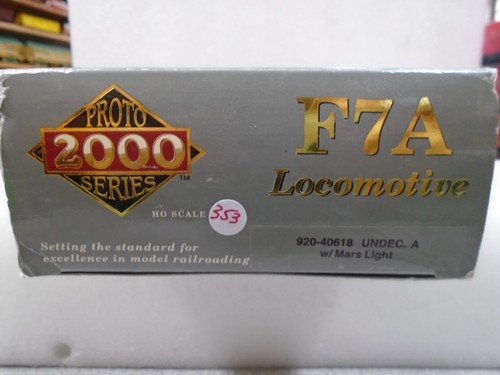 PROTO
2000
SERIES
TM
F7A
Locomotive
HO SCALE
353
Setting the standard for
excellence in model railroading
920-40618 UNDEC. A
w/ Mars Light